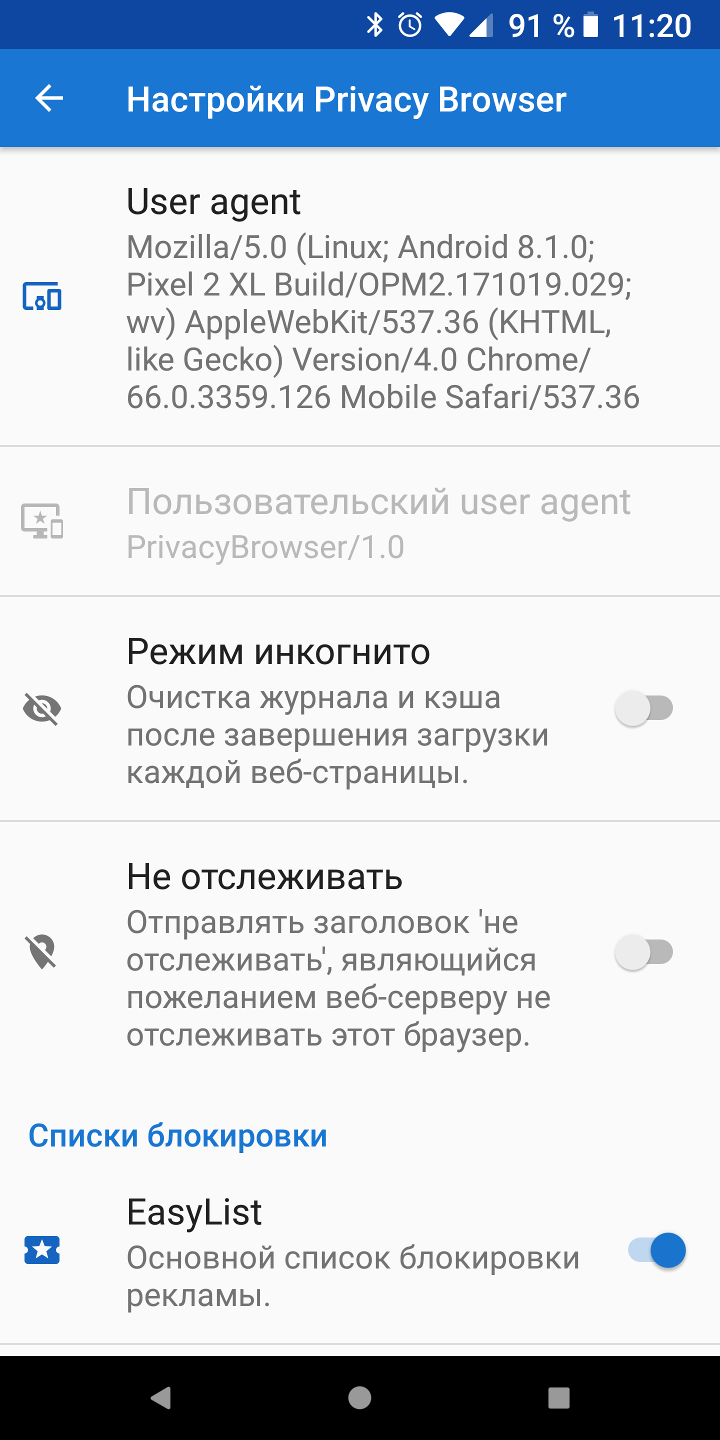 91 % 11:20
Настройки Privacy Browser
User agent
Mozilla/5.0 (Linux; Android 8.1.0;
Pixel 2 XL Build/OPM2.171019.029;
wv) AppleWebKit/537.36 (KHTML,
like Gecko) Version/4.0 Chrome/
66.0.3359.126 Mobile Safari/537.36
Пользовательский user agent
PrivacyBrowser/1.0
Режим инкогнито
Очистка журнала и кэша
после завершения загрузки
каждой веб-страницы.
Не отслеживать
Отправлять заголовок 'не
отслеживать', являющийся
пожеланием веб-серверу не
отслеживать этот браузер.
Списки блокировки
EasyList
Основной список блокировки
рекламы.